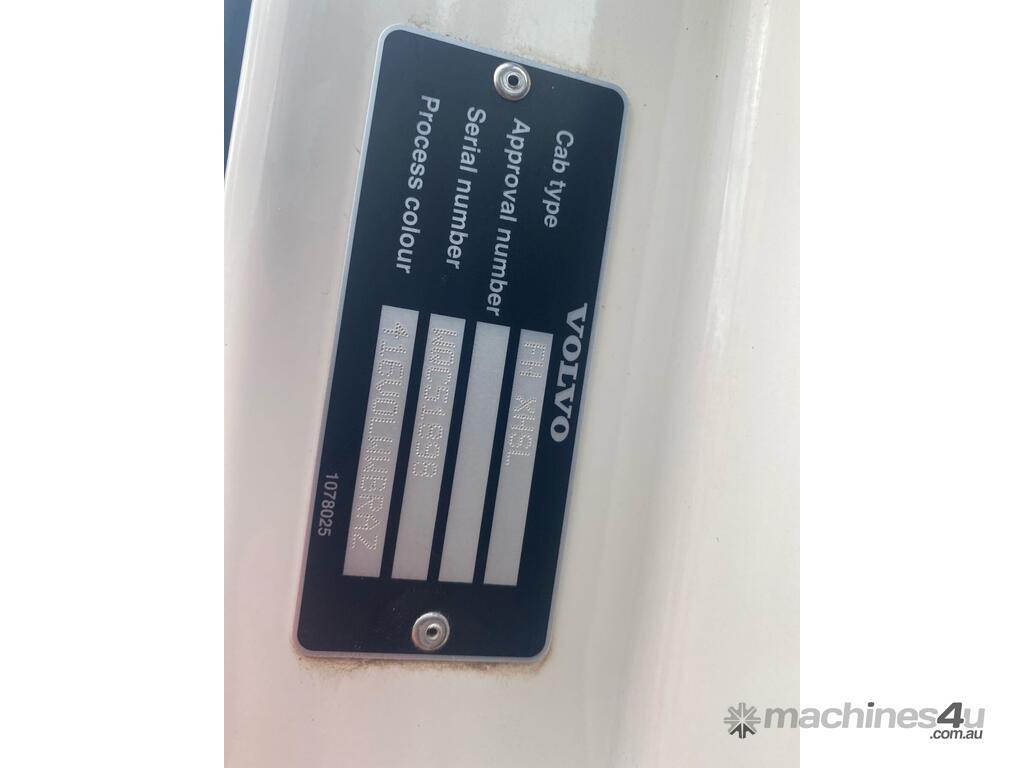 VOLVO
Cab type FH XHSL
Approval number
Serial number
Process colour
1078025
machines4u
.com.au